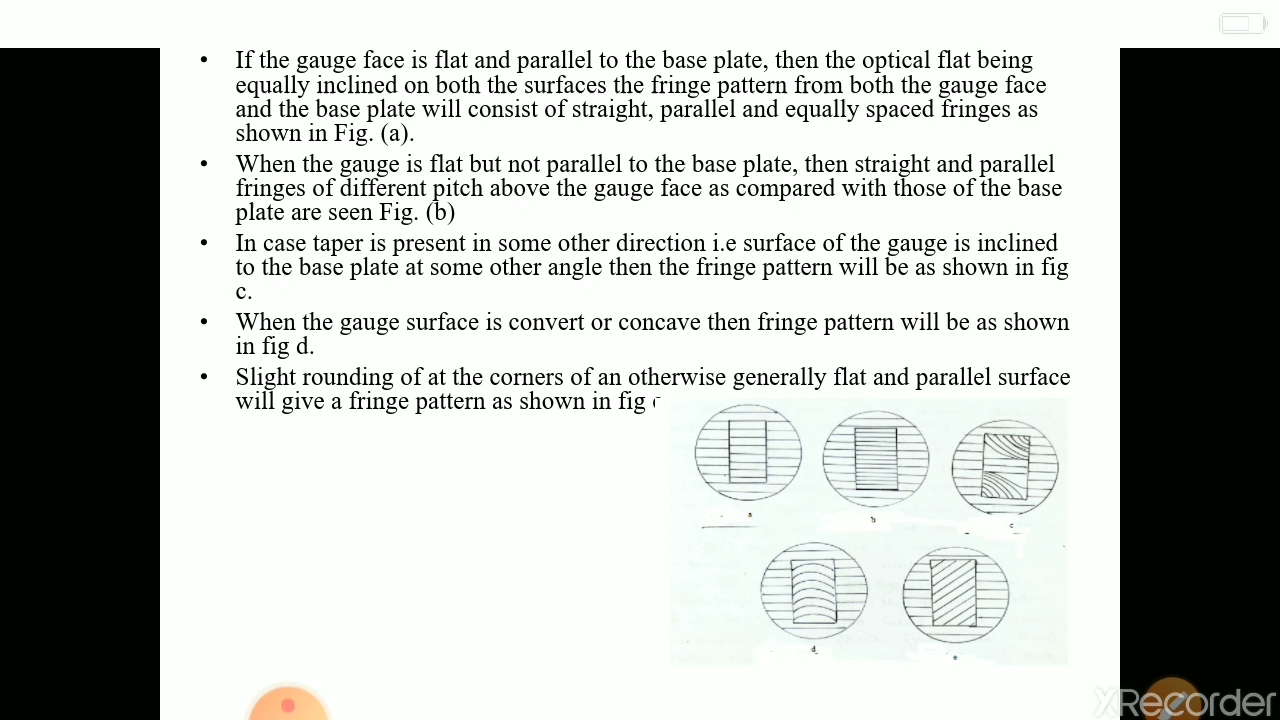 • If the gauge face is flat and parallel to the base plate, then the optical flat being
equally inclined on both the surfaces the fringe pattern from both the gauge face
and the base plate will consist of straight, parallel and equally spaced fringes as
shown in Fig. (a).
• When the gauge is flat but not parallel to the base plate, then straight and parallel
fringes of different pitch above the gauge face as compared with those of the base
plate are seen Fig. (b)
• In case taper is present in some other direction i.e surface of the gauge is inclined
to the base plate at some other angle then the fringe pattern will be as shown in fig
c.
• When the gauge surface is convert or concave then fringe pattern will be as shown
in fig d.
• Slight rounding of at the corners of an otherwise generally flat and parallel surface
will give a fringe pattern as shown in fig
a b c
d e
XRecorder